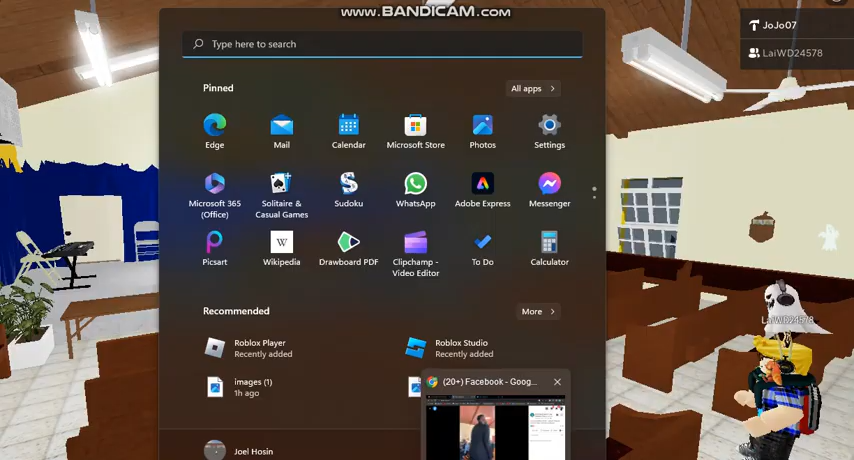 www.BANDICAM.com
JoJo07
LaiWD24578
Type here to search
Pinned
All apps
Edge
Mail
Calendar
Microsoft Store
Photos
Settings
Microsoft 365
(Office)
Solitaire &
Casual Games
Sudoku
WhatsApp
Adobe Express
Messenger
Picsart
Wikipedia
Drawboard PDF
Clipchamp -
Video Editor
To Do
Calculator
LaiWD24578
Recommended
More
Roblox Player
Recently added
Roblox Studio
Recently added
images (1)
1h ago
(20+) Facebook - Goog...
Joel Hosin